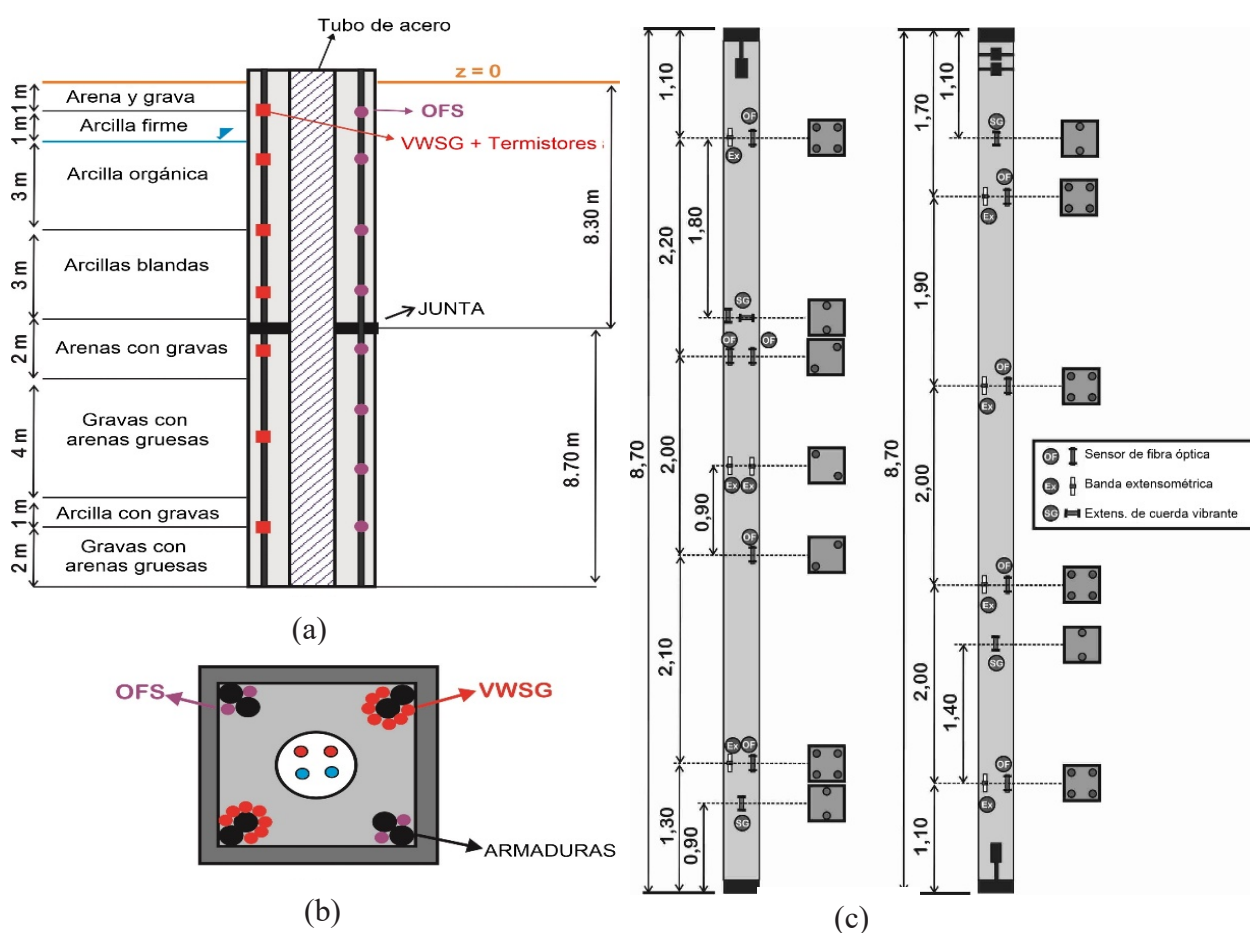 Tubo de acero
z = 0
1 m
Arena y grava
OFS
1 m
Arcilla firme
VWSG + Termistores
3 m
Arcilla orgánica
8.30 m
3 m
Arcillas blandas
JUNTA
2 m
Arenas con gravas
4 m
Gravas con
arenas gruesas
8.70 m
1 m
Arcilla con gravas
2 m
Gravas con
arenas gruesas
(a)
OFS
VWSG
ARMADURAS
(b)
8,70
1,10
2,20
1,80
2,00
0,90
2,10
1,30
0,90
OF
Ex
SG
OF
OF
Ex
Ex
OF
Ex
OF
SG
8,70
1,70
1,10
1,90
2,00
2,00
1,40
1,10
SG
OF
Ex
OF
Ex
OF
Ex
SG
OF
Ex
OF Sensor de fibra óptica
Ex Banda extensométrica
SG Extens. de cuerda vibrante
(c)